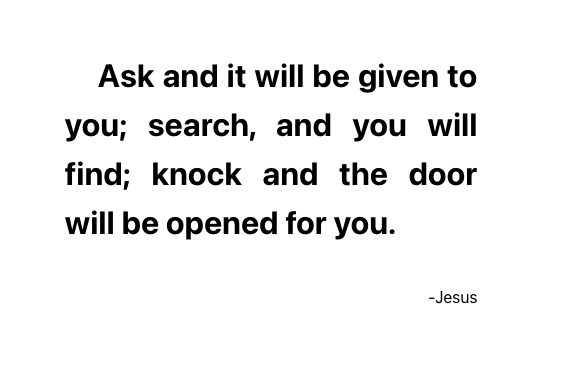 Ask and it will be given to
you; search, and you will
find; knock and the door
will be opened for you.
-Jesus